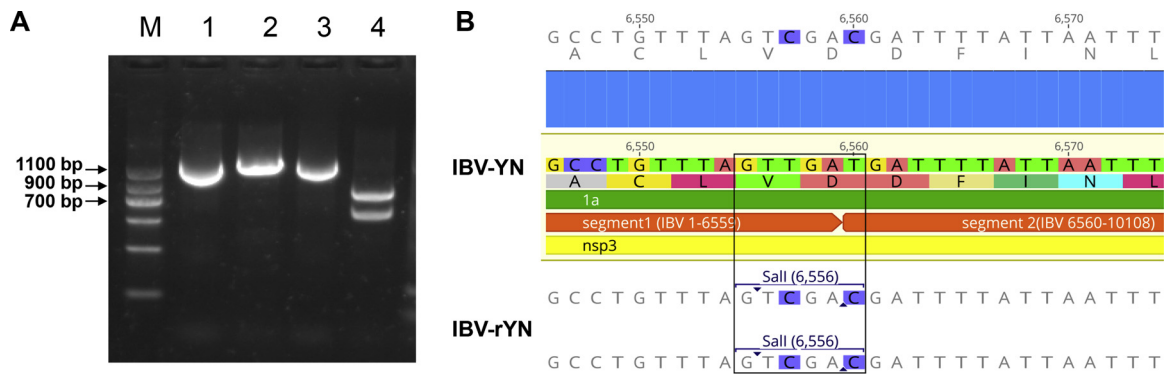 A
M 1 2 3 4
1100 bp
900 bp
700 bp
B
6,550 6,560 6,570
G C C T G T T T A G T C G A C G A T T T T A T T A A T T T
A C L V D D F I N L
6,550 6,560 6,570
IBV-YN
G C C T G T T T A G T T G A T G A T T T T A T T A A T T T
A C L V D D F I N L
1a
segment1 (IBV 1-6559) segment 2(IBV 6560-10108)
nsp3
SalI (6,556)
G C C T G T T T A G T C G A C G A T T T T A T T A A T T T
IBV-rYN
SalI (6,556)
G C C T G T T T A G T C G A C G A T T T T A T T A A T T T